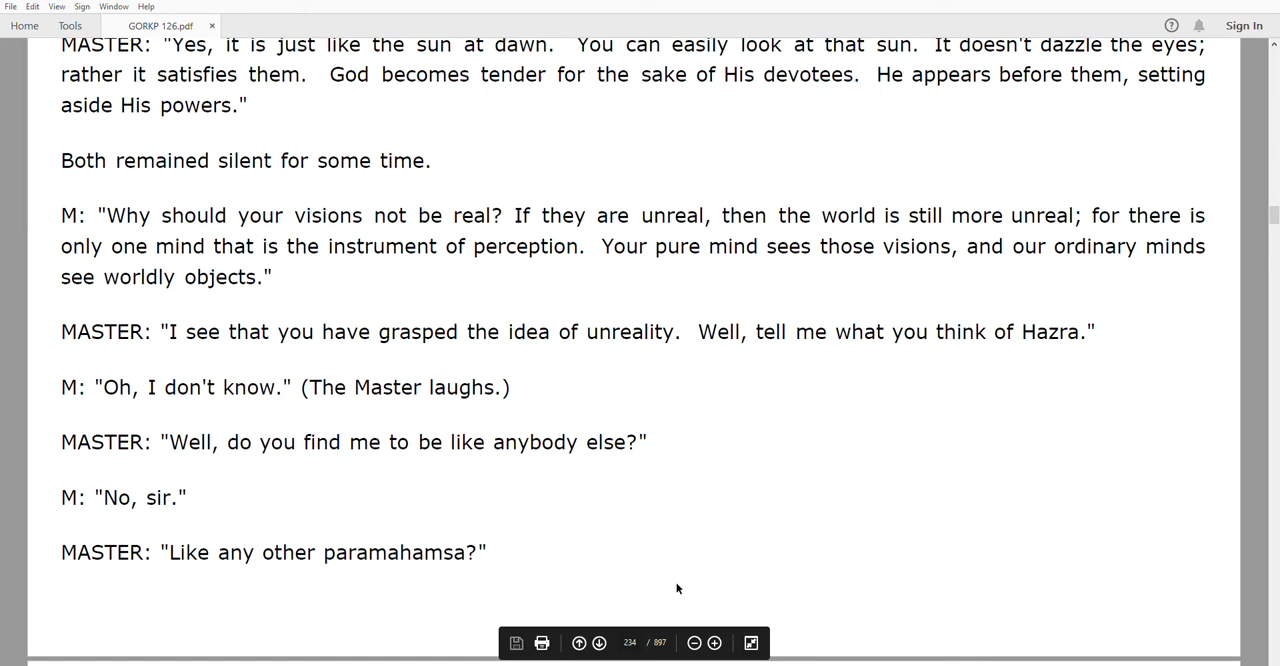 File Edit View Sign Window Help
Home Tools GORKP 126.pdf × Sign In
MASTER: "Yes, it is just like the sun at dawn. You can easily look at that sun. It doesn't dazzle the eyes;
rather it satisfies them. God becomes tender for the sake of His devotees. He appears before them, setting
aside His powers."
Both remained silent for some time.
M: "Why should your visions not be real? If they are unreal, then the world is still more unreal; for there is
only one mind that is the instrument of perception. Your pure mind sees those visions, and our ordinary minds
see worldly objects."
MASTER: "I see that you have grasped the idea of unreality. Well, tell me what you think of Hazra."
M: "Oh, I don't know." (The Master laughs.)
MASTER: "Well, do you find me to be like anybody else?"
M: "No, sir."
MASTER: "Like any other paramahamsa?"
234 / 897